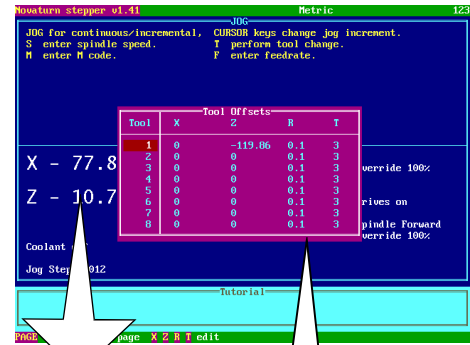 Novaturn stepper v1.41 Metric 123
JOG
JOG for continuous/incremental, CURSOR keys change jog increment.
S enter spindle speed. T perform tool change.
M enter M code. F enter feedrate.
Tool Offsets
Tool X Z R T
1 0 -119.86 0.1 3
2 0 0 0.1 3
3 0 0 0.1 3
4 0 0 0.1 3
5 0 0 0.1 3
6 0 0 0.1 3
7 0 0 0.1 3
8 0 0 0.1 3
X - 77.8
verride 100%
Z - 10.7
rives on
pindle Forward
verride 100%
Coolant
Jog Step 012
Tutorial
PAGE page X Z R T edit